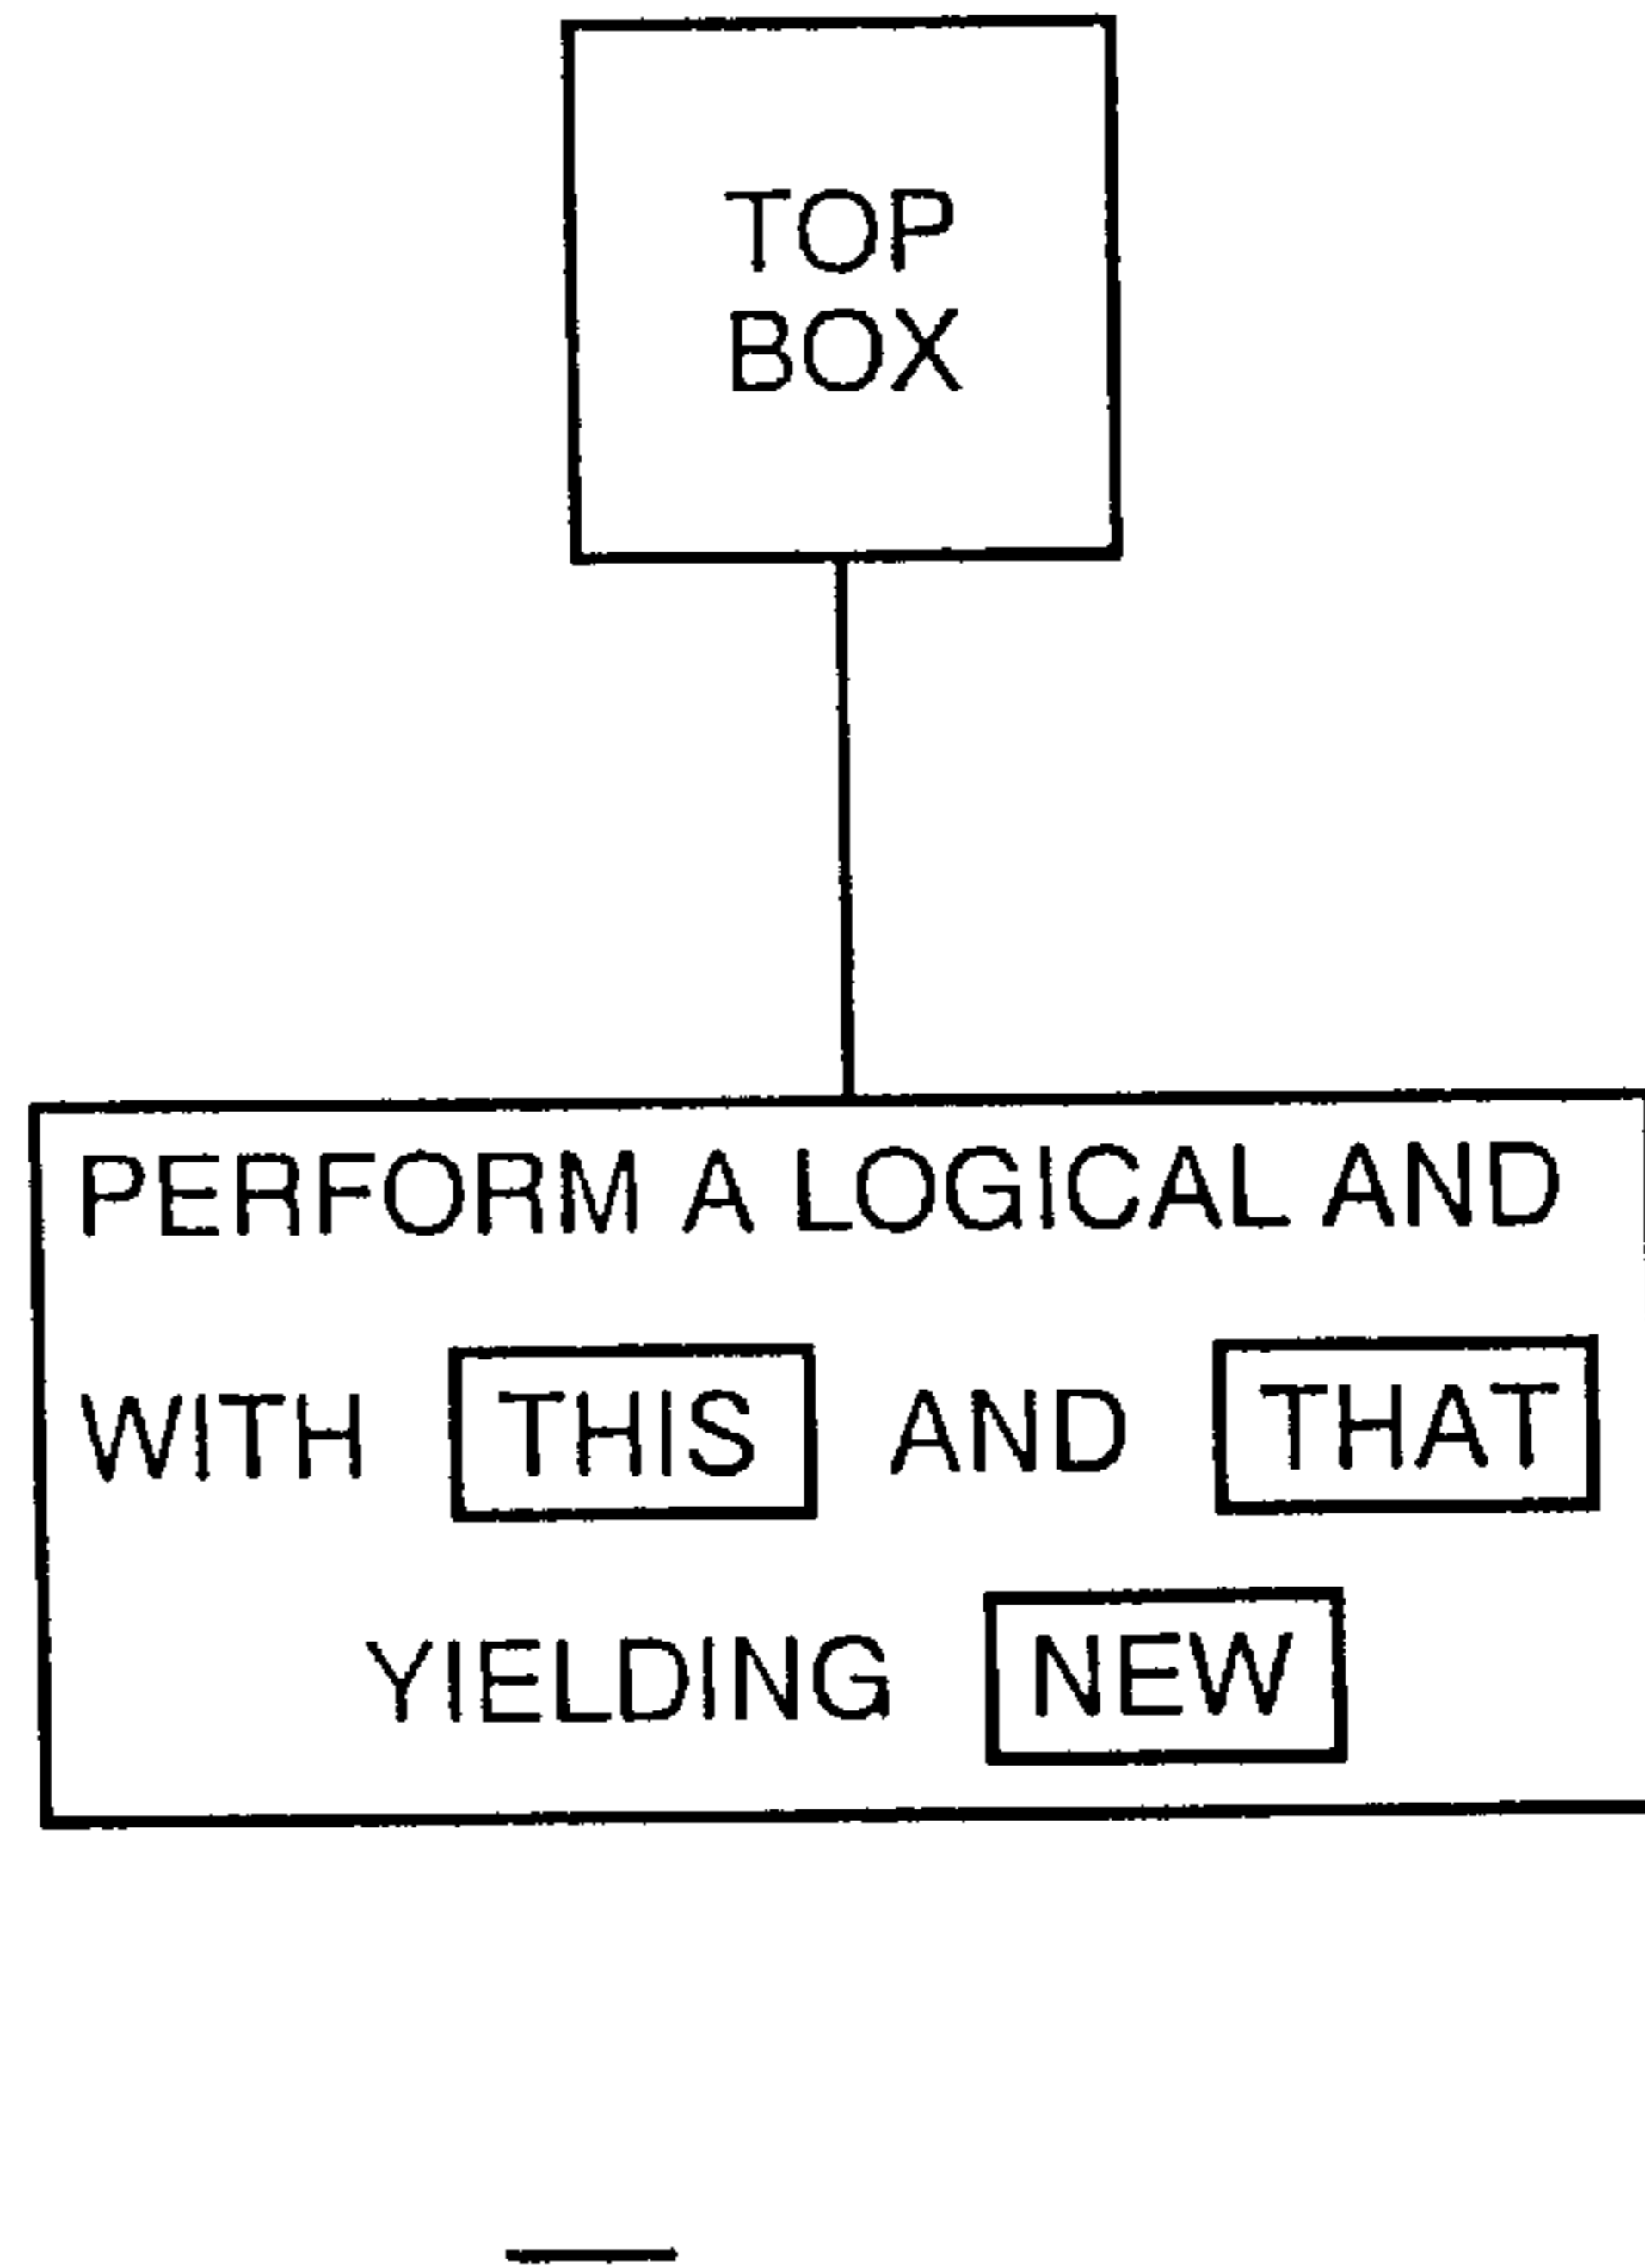 TOP
BOX
PERFORM A LOGICAL AND
WITH THIS AND THAT
YIELDING NEW